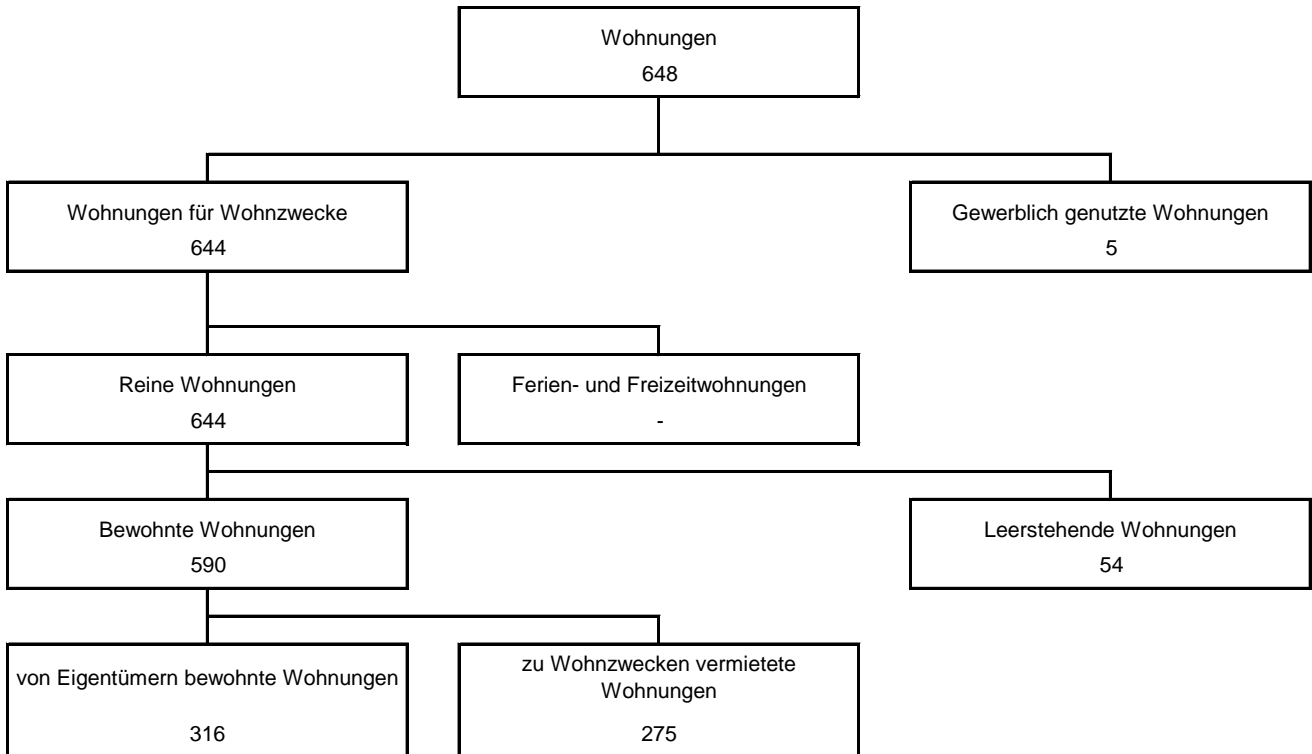 Wohnungen
648
Wohnungen für Wohnzwecke
644
Gewerblich genutzte Wohnungen
5
Reine Wohnungen
644
Ferien- und Freizeitwohnungen
-
Bewohnte Wohnungen
590
Leerstehende Wohnungen
54
von Eigentümern bewohnte Wohnungen
316
zu Wohnzwecken vermietete
Wohnungen
275